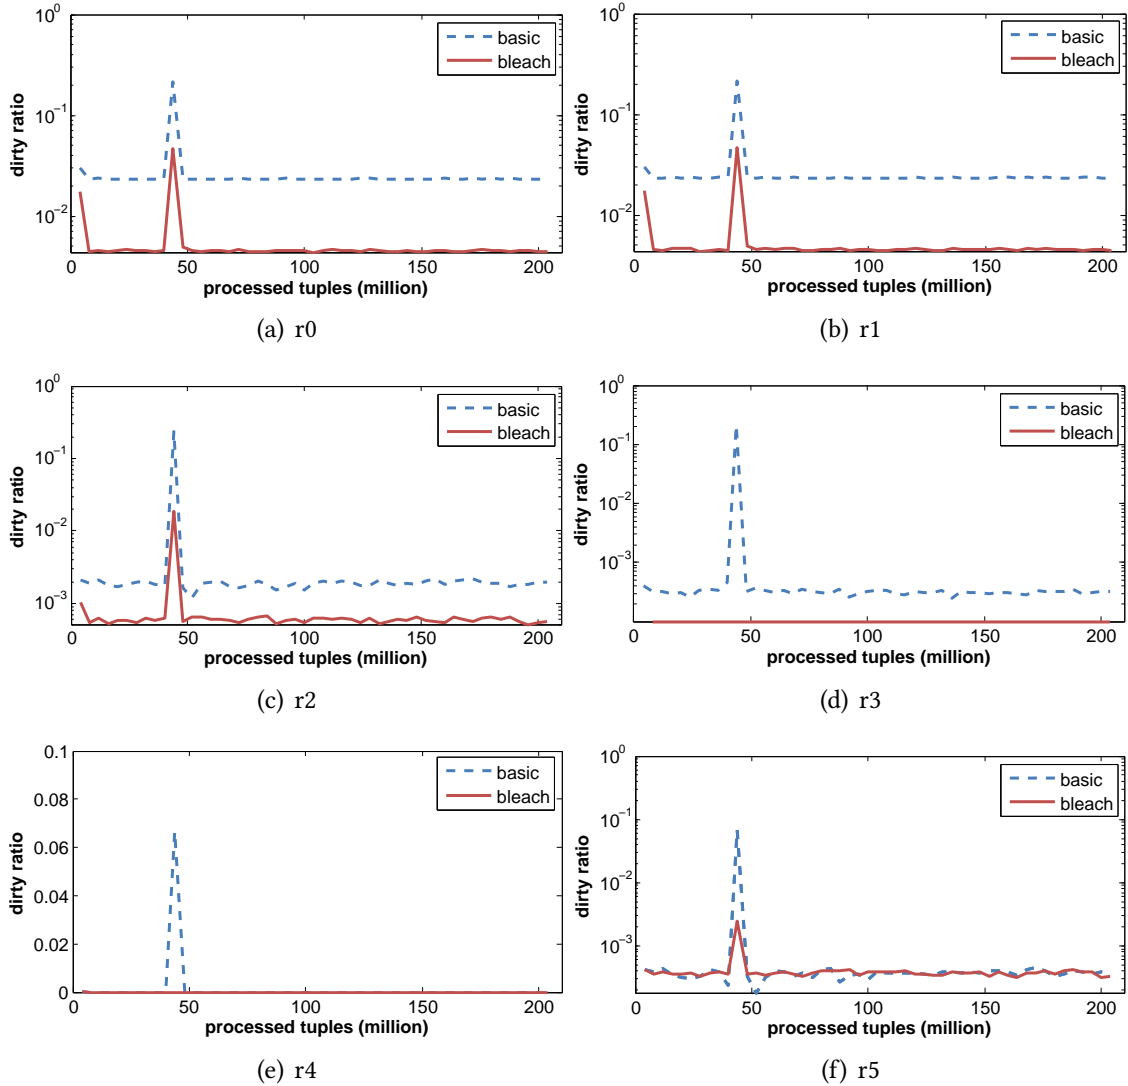 10^0
10^-1
10^-2
dirty ratio
basic
bleach
0 50 100 150 200
processed tuples (million)
(a) r0
10^0
10^-1
10^-2
dirty ratio
basic
bleach
0 50 100 150 200
processed tuples (million)
(b) r1
10^0
10^-1
10^-2
10^-3
dirty ratio
basic
bleach
0 50 100 150 200
processed tuples (million)
(c) r2
10^0
10^-1
10^-2
10^-3
dirty ratio
basic
bleach
0 50 100 150 200
processed tuples (million)
(d) r3
0.1
0.08
0.06
0.04
0.02
0
dirty ratio
basic
bleach
0 50 100 150 200
processed tuples (million)
(e) r4
10^0
10^-1
10^-2
10^-3
dirty ratio
basic
bleach
0 50 100 150 200
processed tuples (million)
(f) r5